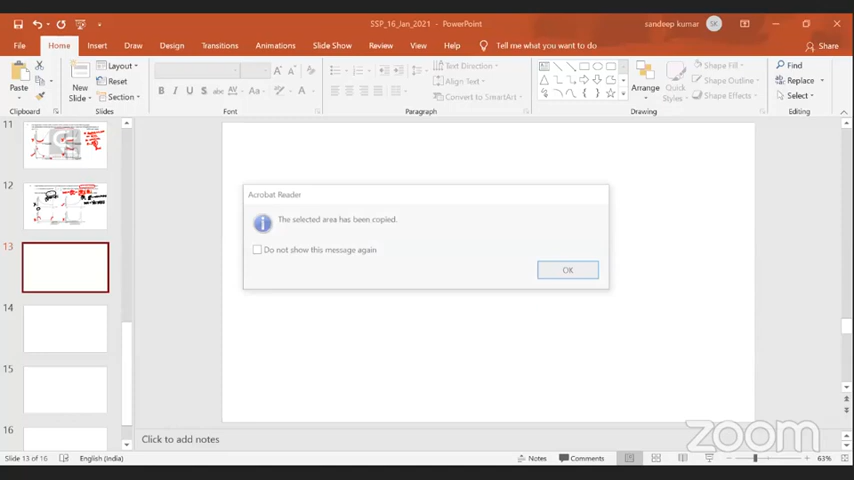 SSP_16_Jan_2021 - PowerPoint
sandeep kumar
SK
File Home Insert Draw Design Transitions Animations Slide Show Review View Help Tell me what you want to do Share
Paste
Clipboard
New
Slide
Layout
Reset
Section
Slides
B I U S abc AV Aa A
Font
Text Direction
Align Text
Convert to SmartArt
Paragraph
Arrange
Quick
Styles
Shape Fill
Shape Outline
Shape Effects
Drawing
Find
Replace
Select
Editing
11
12
13
14
15
16
Acrobat Reader
The selected area has been copied.
Do not show this message again
OK
Click to add notes
zoom
Slide 13 of 16 English (India) Notes Comments 63%